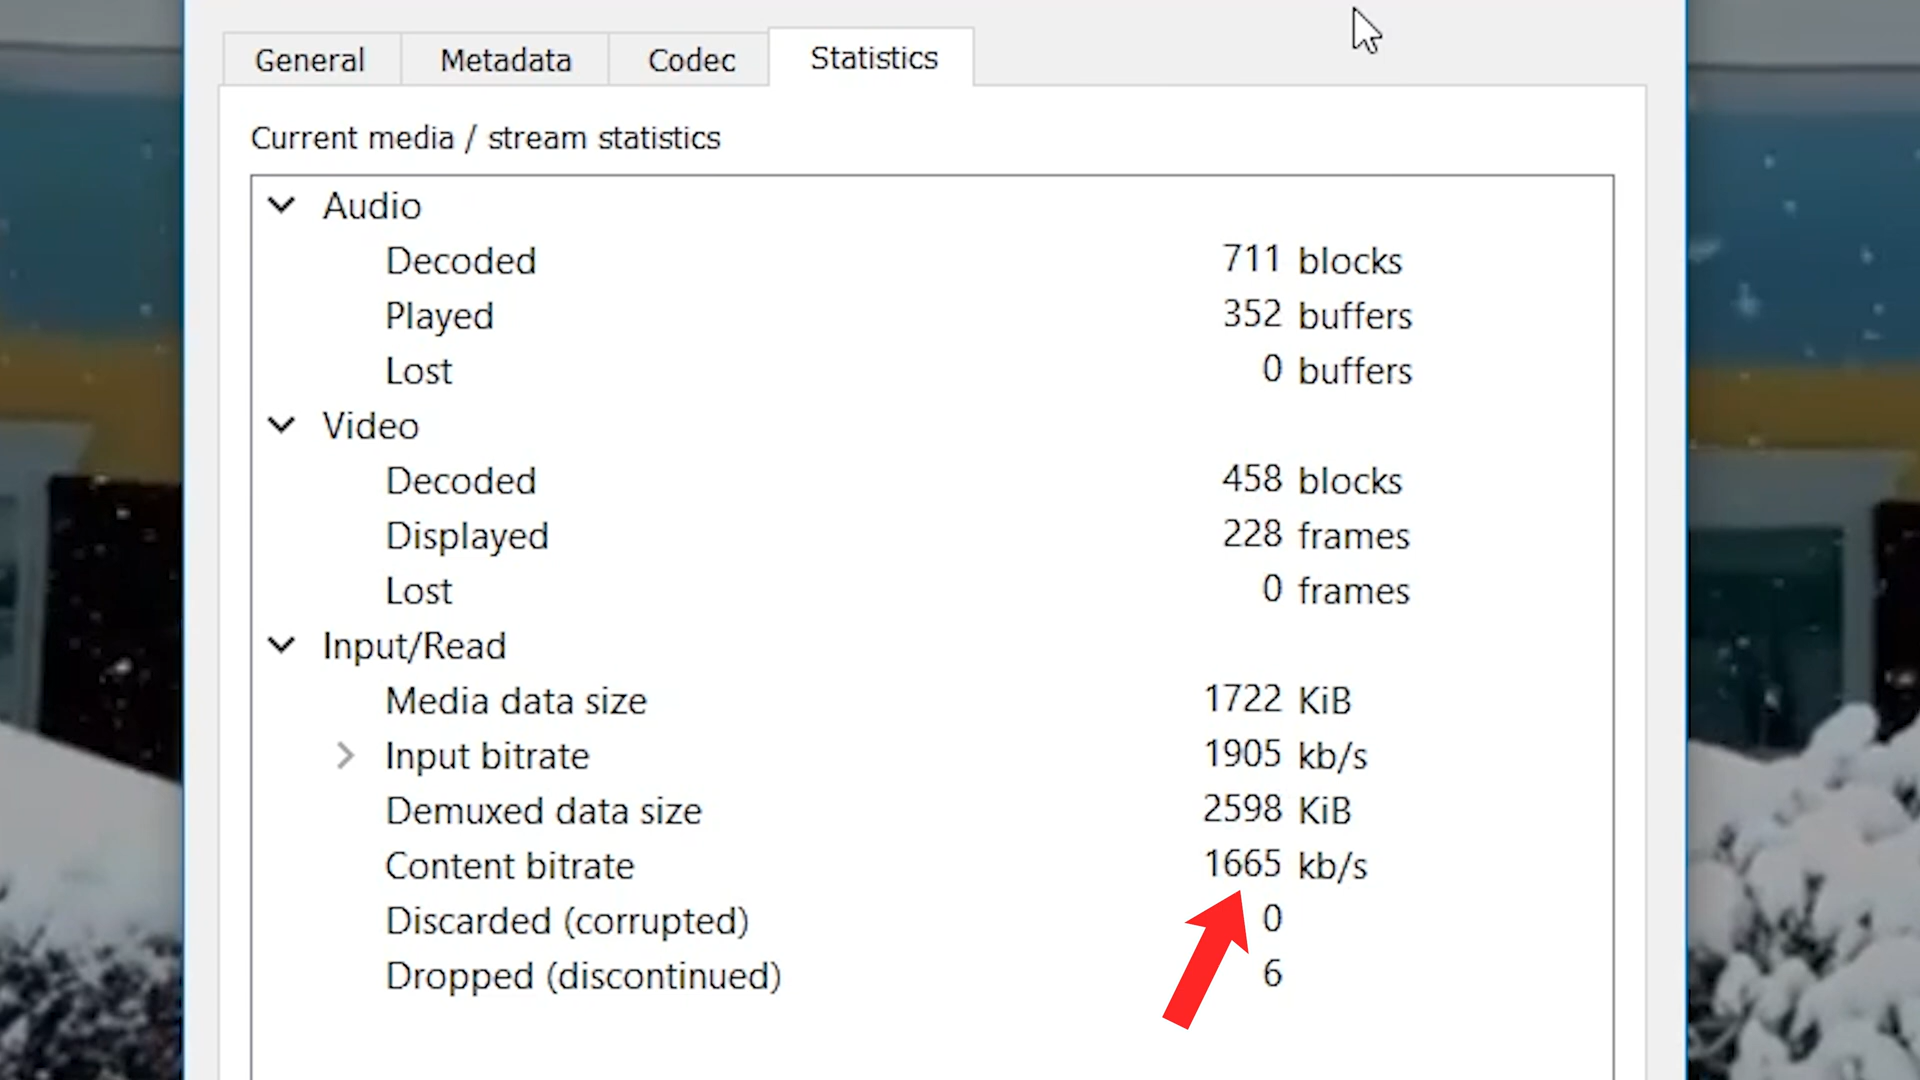 General Metadata Codec Statistics
Current media / stream statistics
Audio
Decoded 711 blocks
Played 352 buffers
Lost 0 buffers
Video
Decoded 458 blocks
Displayed 228 frames
Lost 0 frames
Input/Read
Media data size 1722 KiB
Input bitrate 1905 kb/s
Demuxed data size 2598 KiB
Content bitrate 1665 kb/s
Discarded (corrupted) 0
Dropped (discontinued) 6